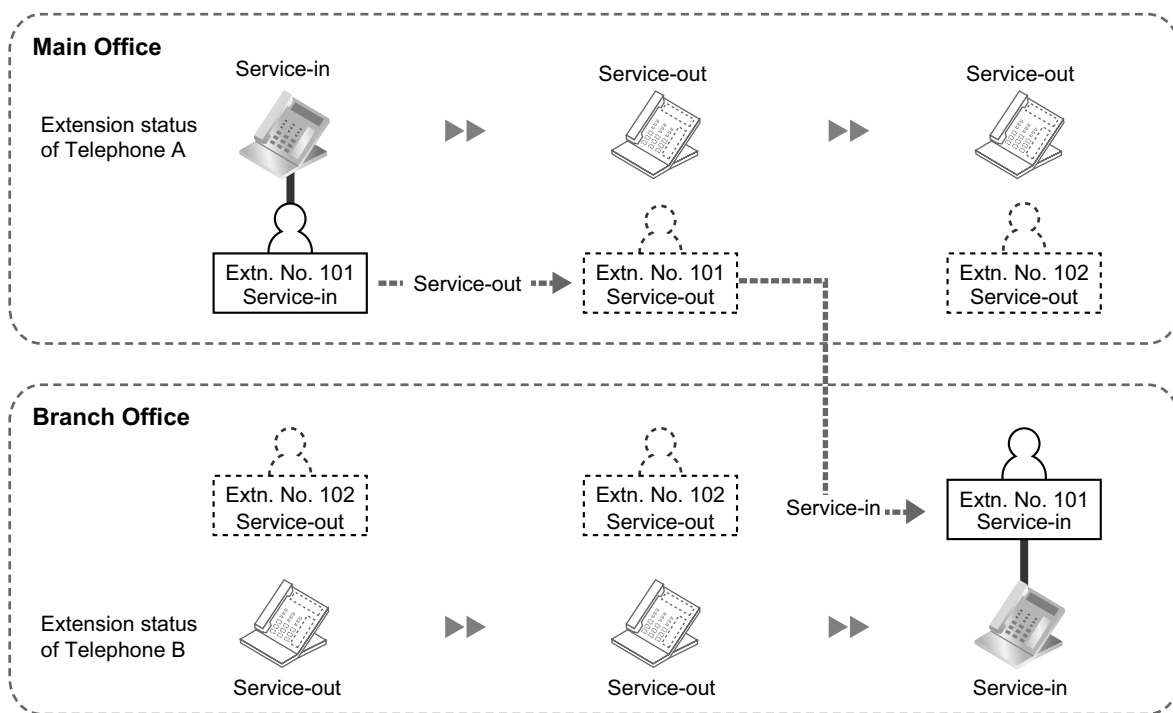 Main Office
Service-in
Service-out
Service-out
Extension status
of Telephone A
Extn. No. 101
Service-in
Service-out
Extn. No. 101
Service-out
Extn. No. 102
Service-out
Branch Office
Extn. No. 102
Service-out
Extn. No. 102
Service-out
Service-in
Extn. No. 101
Service-in
Extension status
of Telephone B
Service-out
Service-out
Service-in